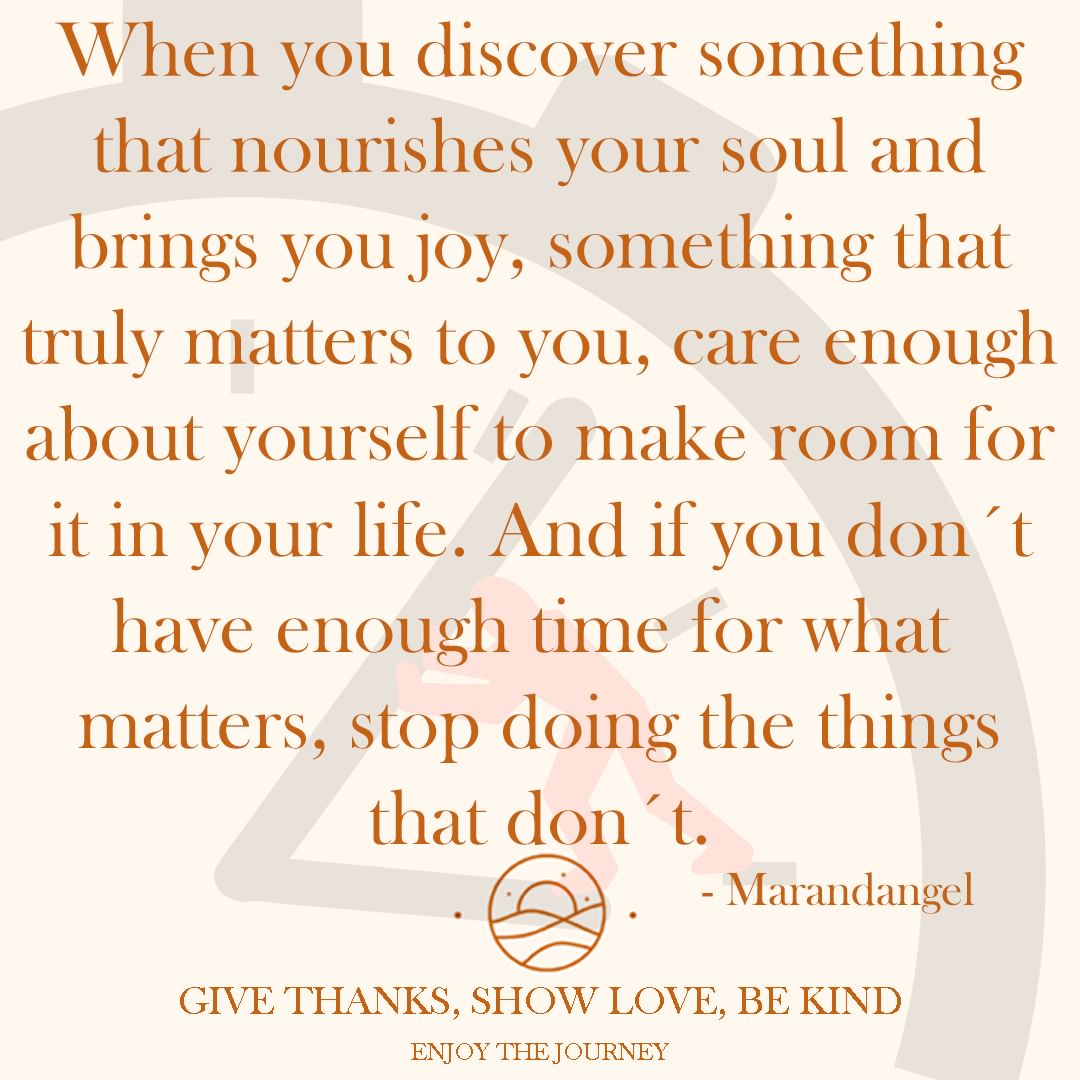 When you discover something
that nourishes your soul and
brings you joy, something that
truly matters to you, care enough
about yourself to make room for
it in your life. And if you don´t
have enough time for what
matters, stop doing the things
that don´t.
- Marandangel
GIVE THANKS, SHOW LOVE, BE KIND
ENJOY THE JOURNEY